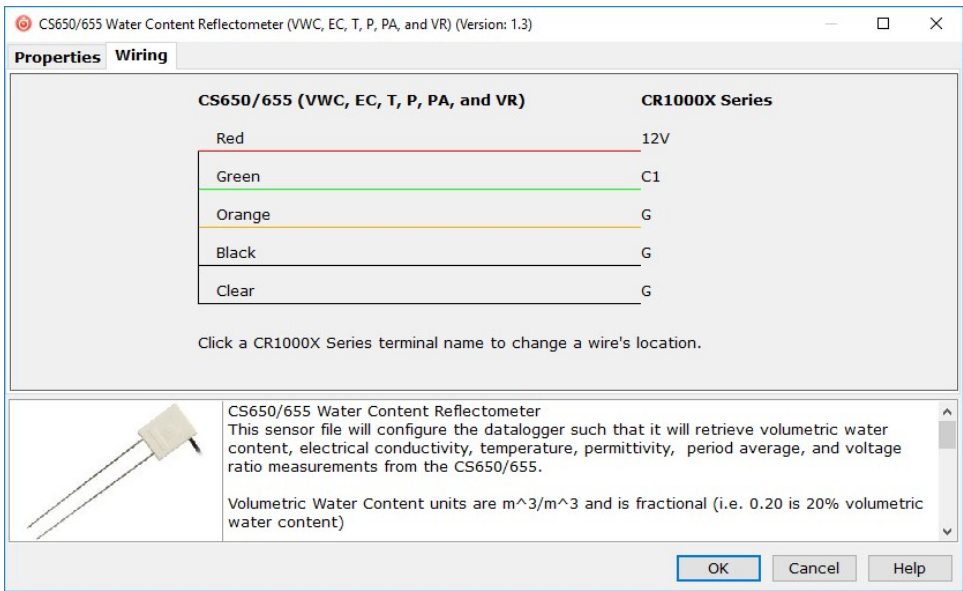 CS650/655 Water Content Reflectometer (VWC, EC, T, P, PA, and VR) (Version: 1.3)
Properties Wiring
CS650/655 (VWC, EC, T, P, PA, and VR) CR1000X Series
Red 12V
Green C1
Orange G
Black G
Clear G
Click a CR1000X Series terminal name to change a wire's location.
CS650/655 Water Content Reflectometer
This sensor file will configure the datalogger such that it will retrieve volumetric water
content, electrical conductivity, temperature, permittivity, period average, and voltage
ratio measurements from the CS650/655.
Volumetric Water Content units are m^3/m^3 and is fractional (i.e. 0.20 is 20% volumetric
water content)
OK Cancel Help